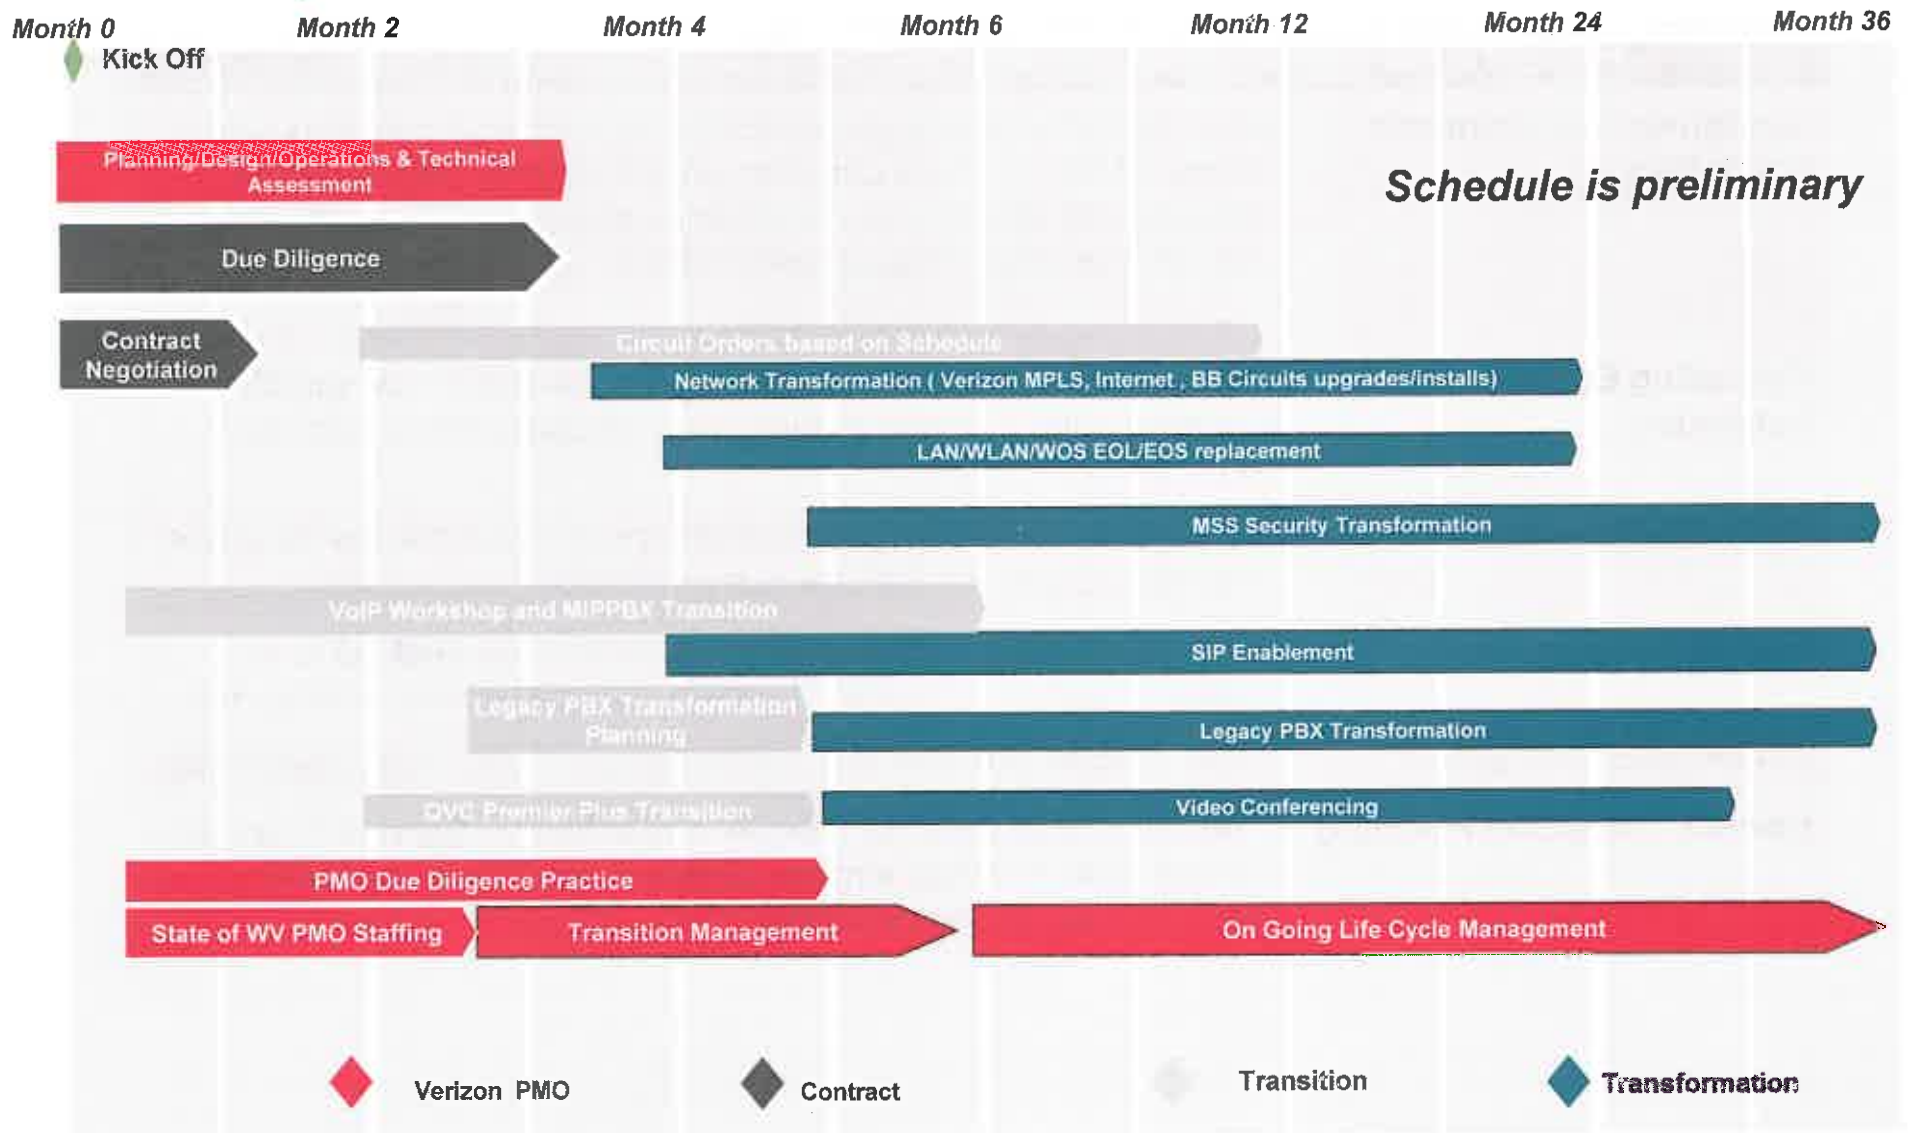 Month 0 Month 2 Month 4 Month 6 Month 12 Month 24 Month 36
Kick Off
Planning/Design/Operations & Technical
Assessment
Schedule is preliminary
Due Diligence
Contract
Negotiation
Circuit Orders based on Schedule
Network Transformation ( Verizon MPLS, Internet , BB Circuits upgrades/installs)
LAN/WLAN/WOS EOL/EOS replacement
MSS Security Transformation
VoIP Workshop and MIPPBX Transition
SIP Enablement
Legacy PBX Transformation
Planning
Legacy PBX Transformation
OVC Premier Plus Transition
Video Conferencing
PMO Due Diligence Practice
State of WV PMO Staffing
Transition Management
On Going Life Cycle Management
Verizon PMO
Contract
Transition
Transformation